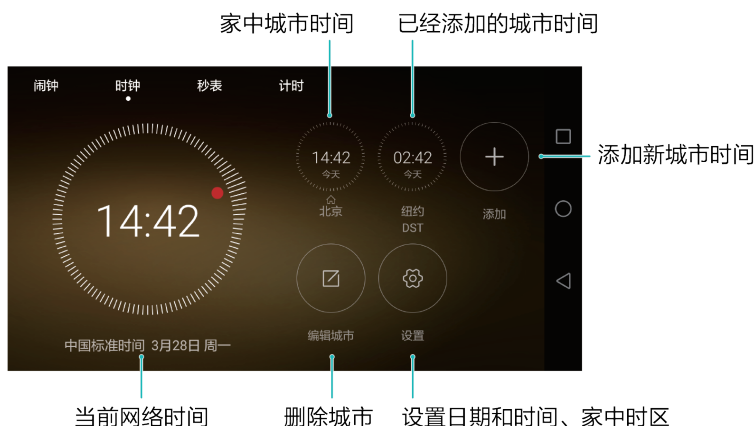 家中城市时间 已经添加的城市时间
闹钟 时钟 秒表 计时
14:42
今天
北京
02:42
今天
纽约
DST
添加
添加新城市时间
14:42
编辑城市
设置
中国标准时间 3月28日 周一
当前网络时间 删除城市 设置日期和时间、家中时区